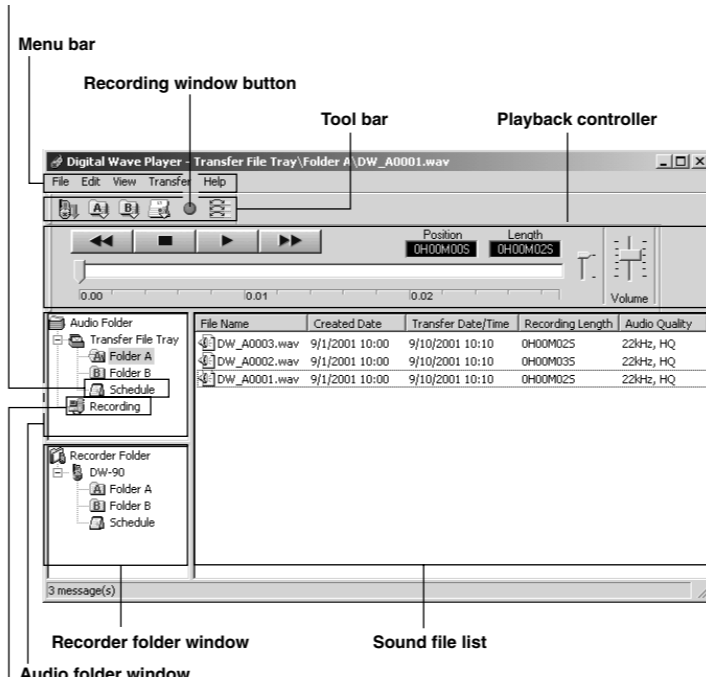 Menu bar
Recording window button
Tool bar
Playback controller
Digital Wave Player - Transfer File Tray\Folder A\DW_A0001.wav
File Edit View Transfer Help
A B
Position Length
0H00M00S 0H00M02S
0.00 0.01 0.02 Volume
Audio Folder
Transfer File Tray
A Folder A
B Folder B
Schedule
Recording
File Name Created Date Transfer Date/Time Recording Length Audio Quality
DW_A0003.wav 9/1/2001 10:00 9/10/2001 10:10 0H00M02S 22kHz, HQ
DW_A0002.wav 9/1/2001 10:00 9/10/2001 10:10 0H00M03S 22kHz, HQ
DW_A0001.wav 9/1/2001 10:00 9/10/2001 10:10 0H00M02S 22kHz, HQ
Recorder Folder
DW-90
A Folder A
B Folder B
Schedule
3 message(s)
Recorder folder window
Sound file list
Audio folder window